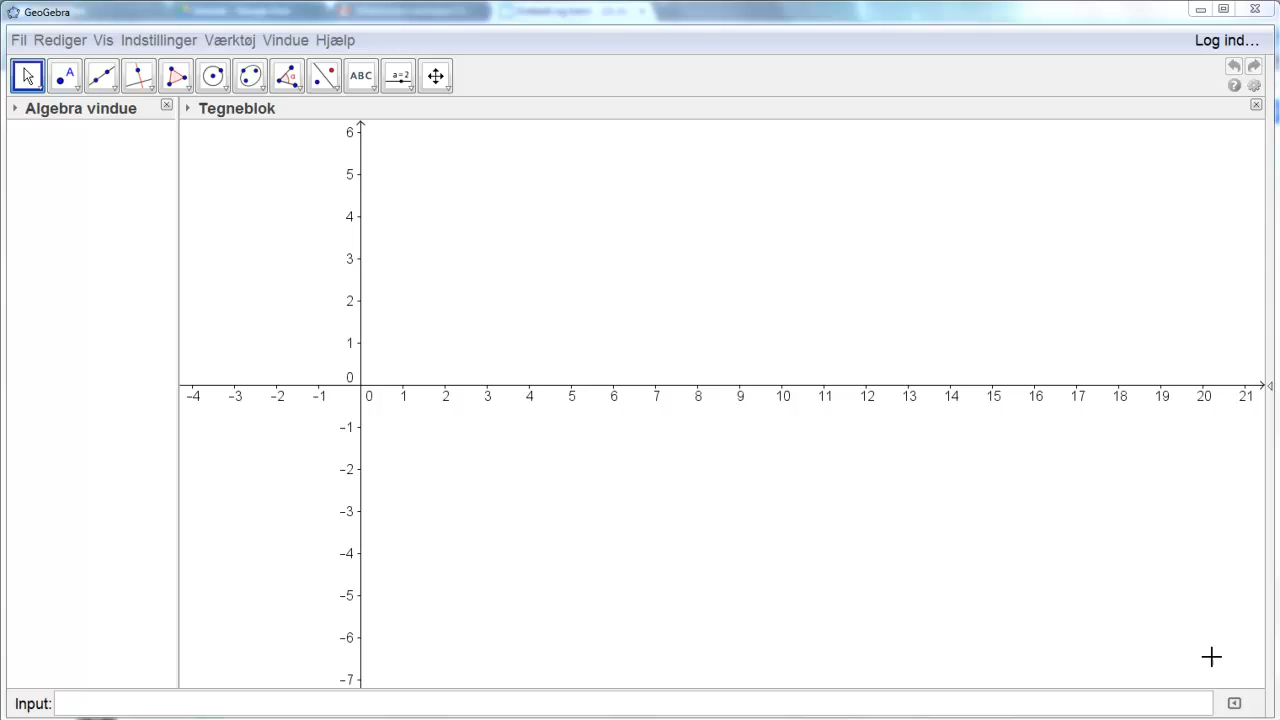 GeoGebra
Fil Rediger Vis Indstillinger Værktøj Vindue Hjælp Log ind...
A ABC a=2
Algebra vindue Tegneblok
6
5
4
3
2
1
0
-4 -3 -2 -1 0 1 2 3 4 5 6 7 8 9 10 11 12 13 14 15 16 17 18 19 20 21
-1
-2
-3
-4
-5
-6
-7
Input: